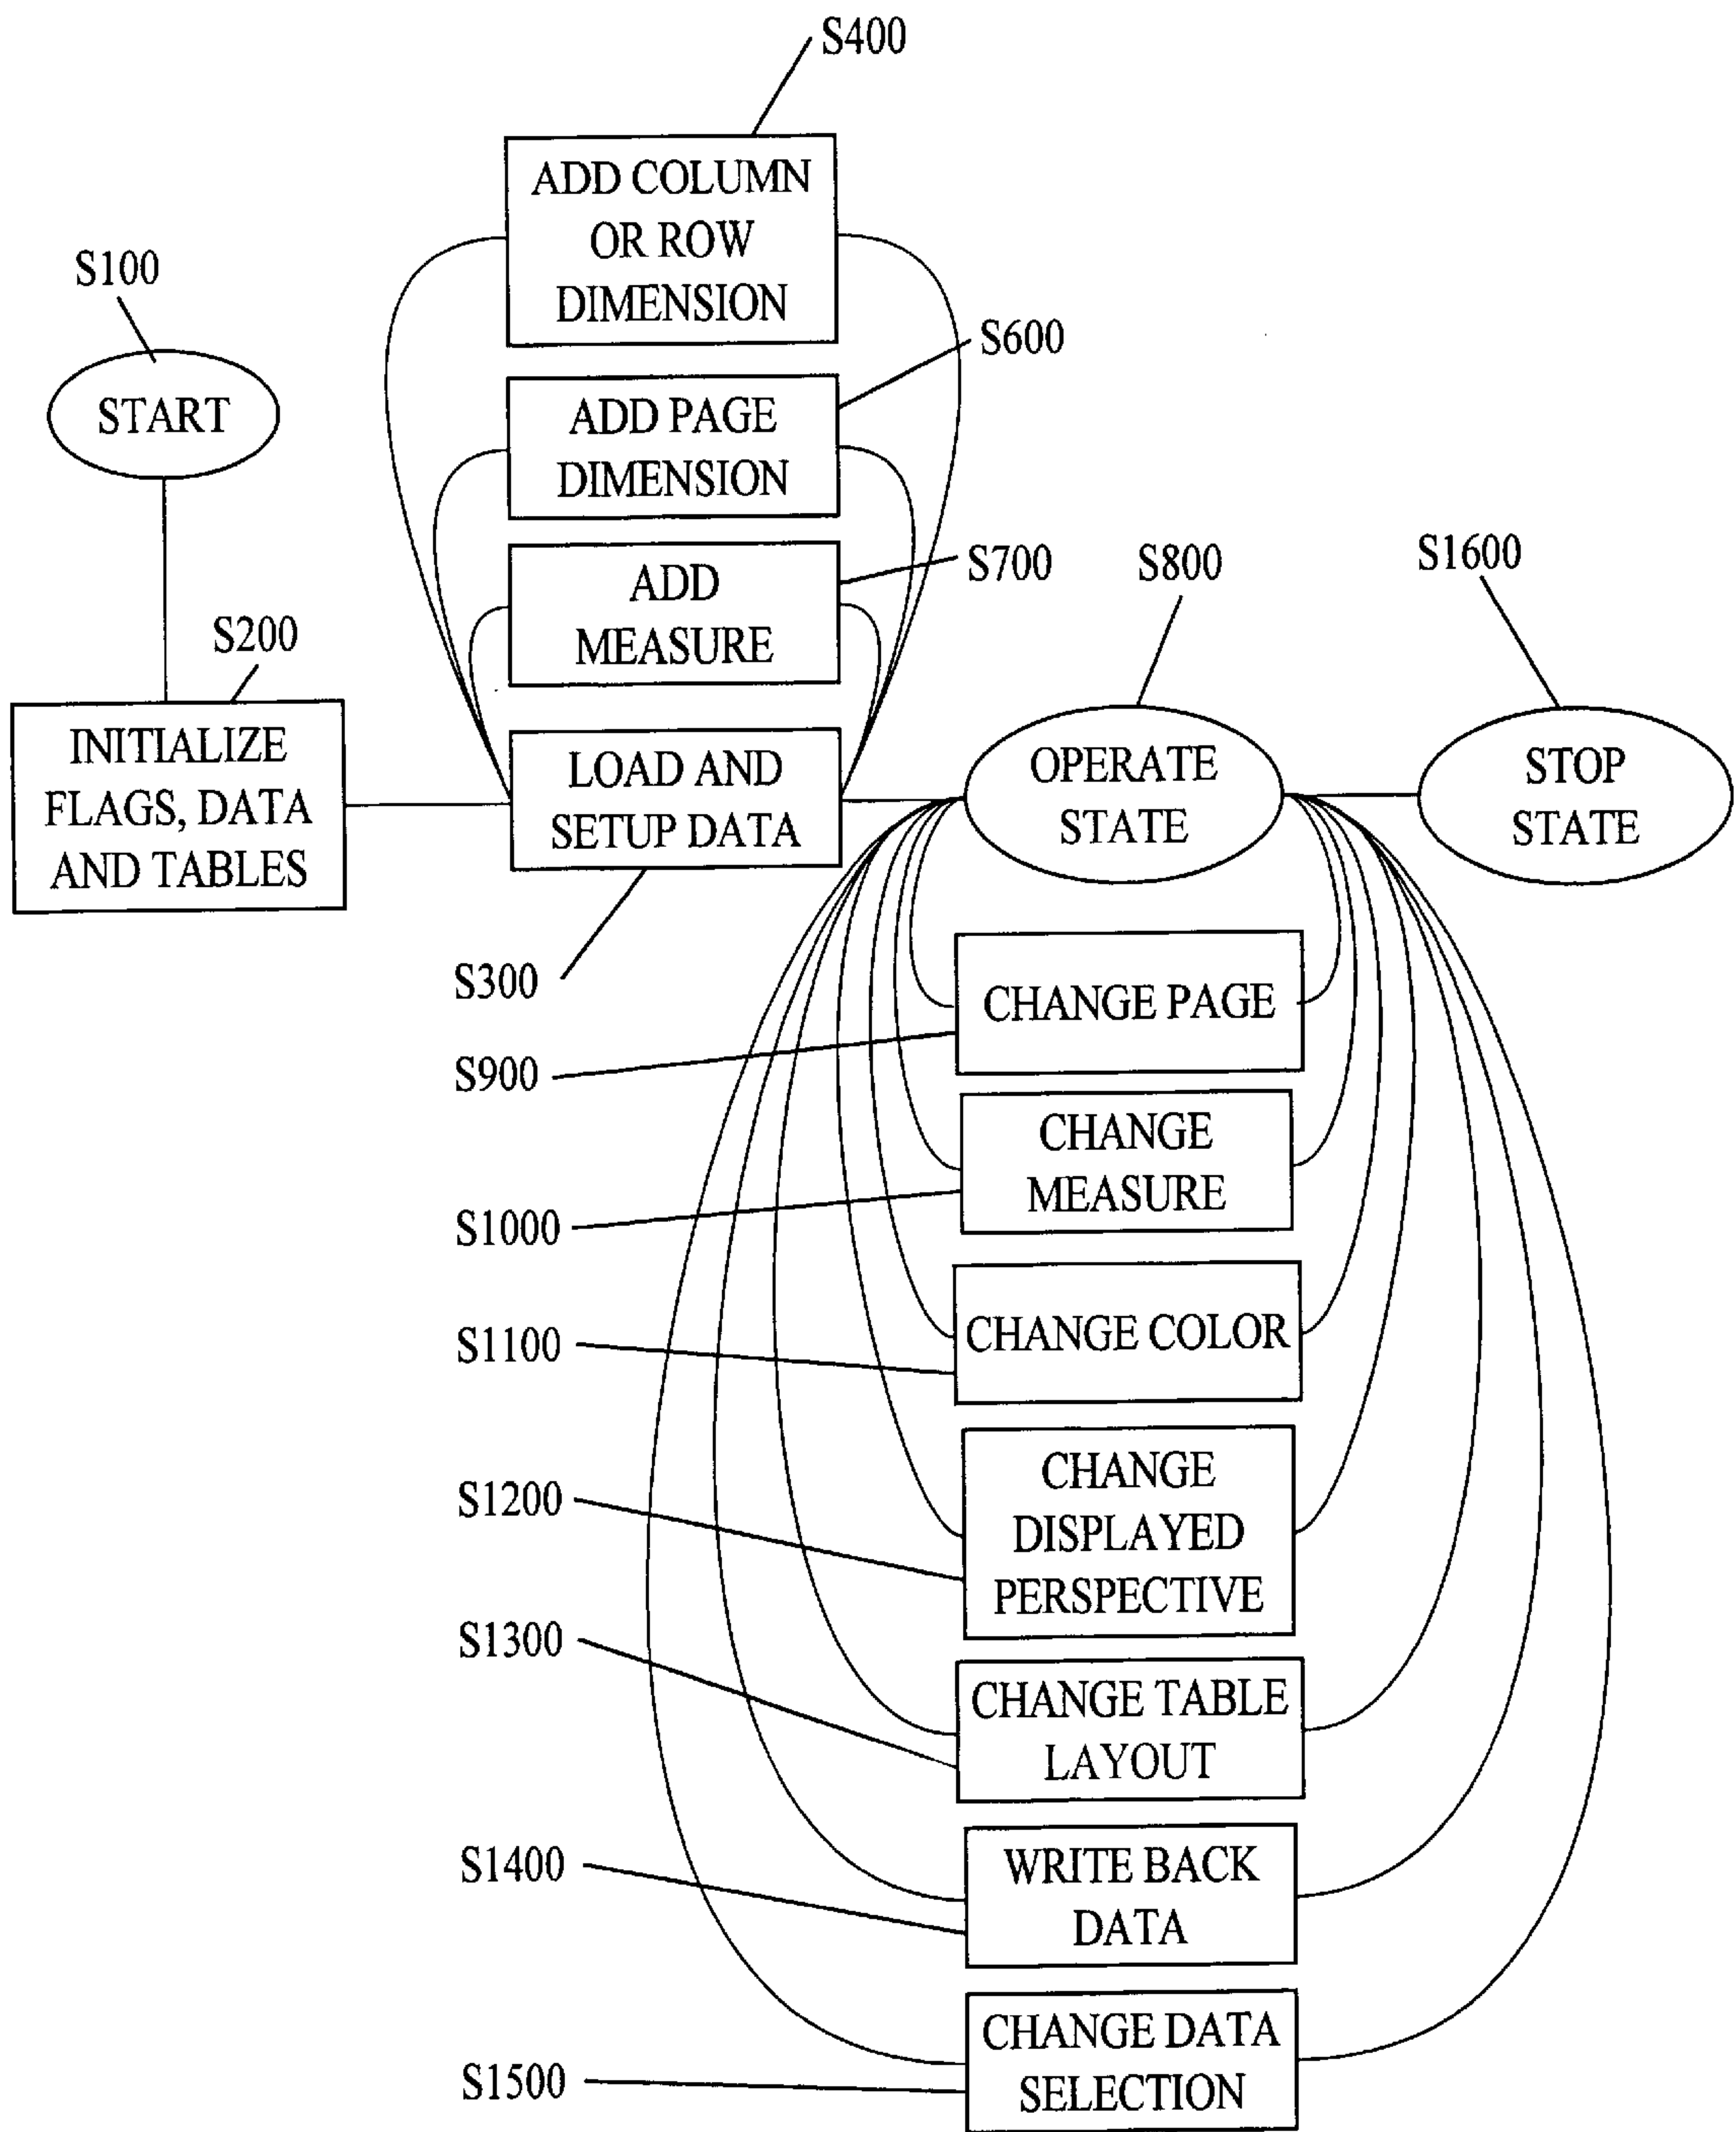 S400
ADD COLUMN
OR ROW
DIMENSION
S100
START
S600
ADD PAGE
DIMENSION
S700
ADD
MEASURE
S800
S1600
S200
INITIALIZE
FLAGS, DATA
AND TABLES
LOAD AND
SETUP DATA
OPERATE
STATE
STOP
STATE
S300
CHANGE PAGE
S900
CHANGE
MEASURE
S1000
CHANGE COLOR
S1100
CHANGE
DISPLAYED
PERSPECTIVE
S1200
S1300
CHANGE TABLE
LAYOUT
S1400
WRITE BACK
DATA
CHANGE DATA
SELECTION
S1500